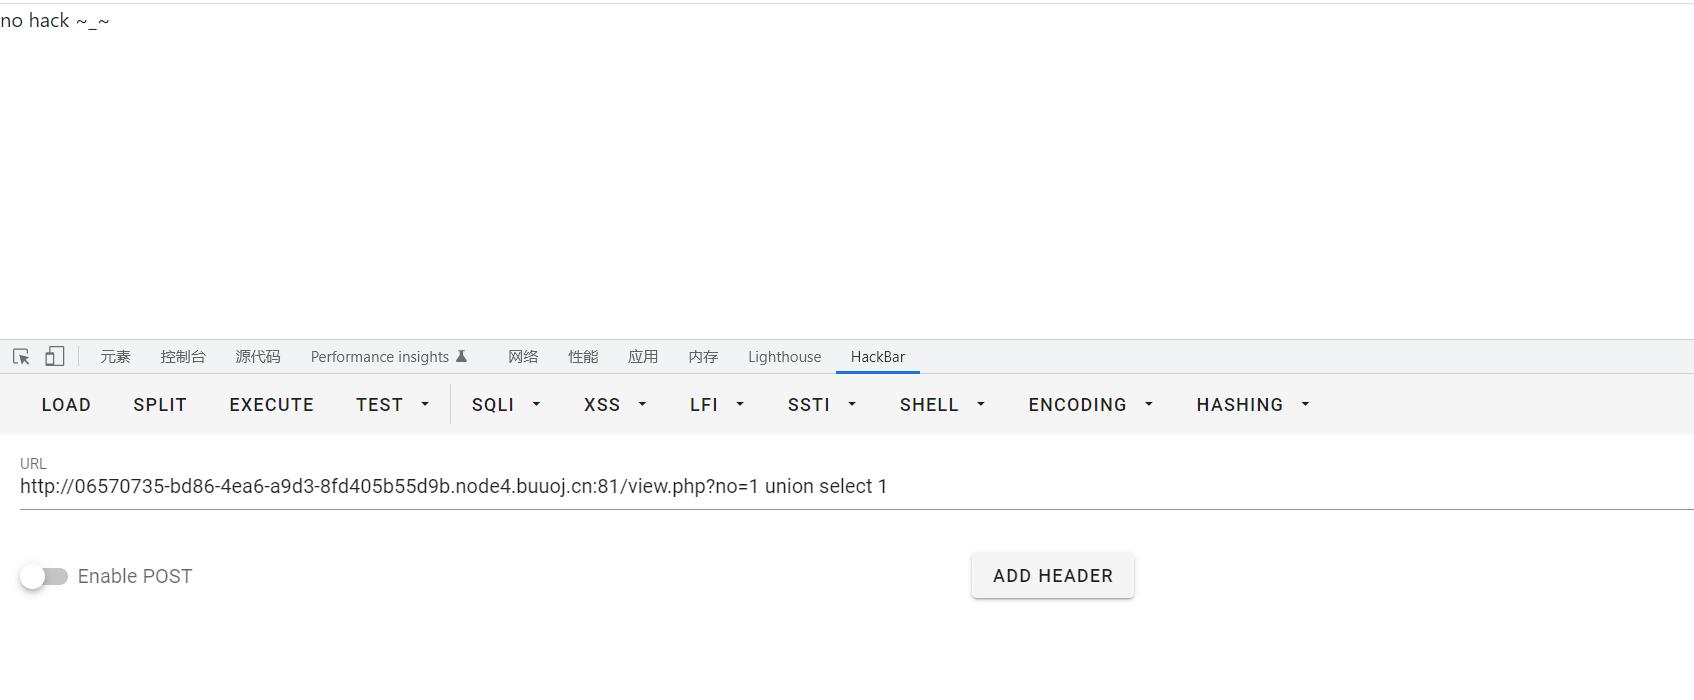 no hack ~_~
元素 控制台 源代码 Performance insights 网络 性能 应用 内存 Lighthouse HackBar
LOAD SPLIT EXECUTE TEST SQLI XSS LFI SSTI SHELL ENCODING HASHING
URL
http://06570735-bd86-4ea6-a9d3-8fd405b55d9b.node4.buuoj.cn:81/view.php?no=1 union select 1
Enable POST ADD HEADER